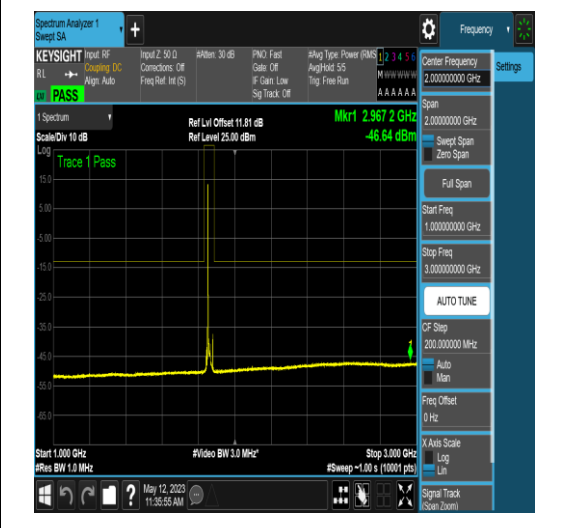 Spectrum Analyzer 1
Swept SA
+
Frequency
KEYSIGHT
RL
PASS
Input: RF
Coupling: DC
Align: Auto
Input Z: 50 Ω
Corrections: Off
Freq Ref: Int (S)
#Atten: 30 dB
PNO: Fast
Gate: Off
IF Gain: Low
Sig Track: Off
#Avg Type: Power (RMS
Avg|Hold: 5/5
Trig: Free Run
1 2 3 4 5 6
M W W W W W
A A A A A A
Center Frequency
2.000000000 GHz
Settings
1 Spectrum
Scale/Div 10 dB
Ref Lvl Offset 11.81 dB
Ref Level 25.00 dBm
Mkr1 2.967 2 GHz
-46.64 dBm
Log
Trace 1 Pass
15.0
5.00
-5.00
-15.0
-25.0
-35.0
-45.0
-55.0
-65.0
1
Start 1.000 GHz
#Res BW 1.0 MHz
#Video BW 3.0 MHz*
Stop 3.000 GHz
#Sweep ~1.00 s (10001 pts)
Span
2.00000000 GHz
Swept Span
Zero Span
Full Span
Start Freq
1.000000000 GHz
Stop Freq
3.000000000 GHz
AUTO TUNE
CF Step
200.000000 MHz
Auto
Man
Freq Offset
0 Hz
X Axis Scale
Log
Lin
Signal Track
(Span Zoom)
?
May 12, 2023
11:35:55 AM